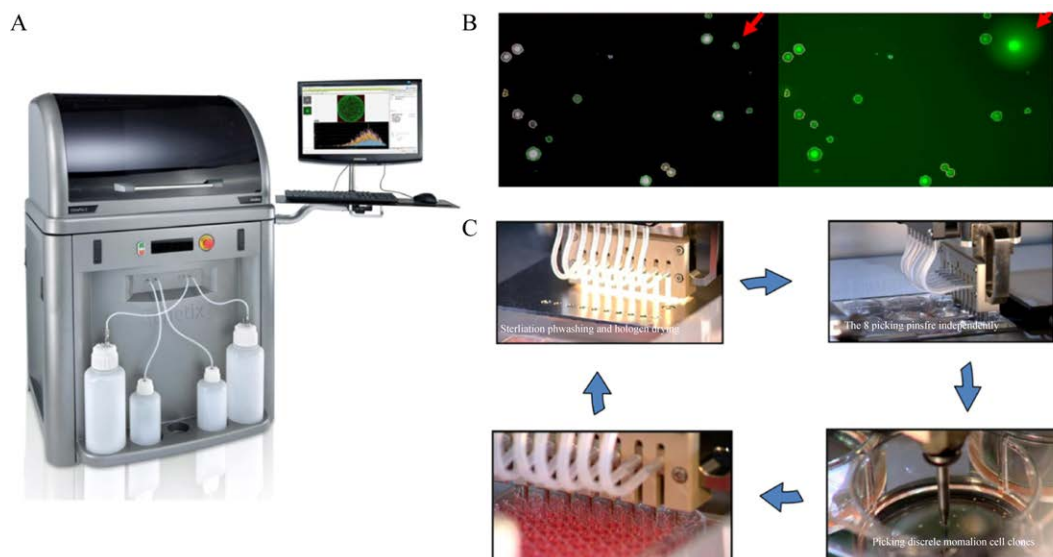 A
B
C
Sterliation phwashing and hologen drying
The 8 picking pinsfre independently
Picking discrele momalion cell clones